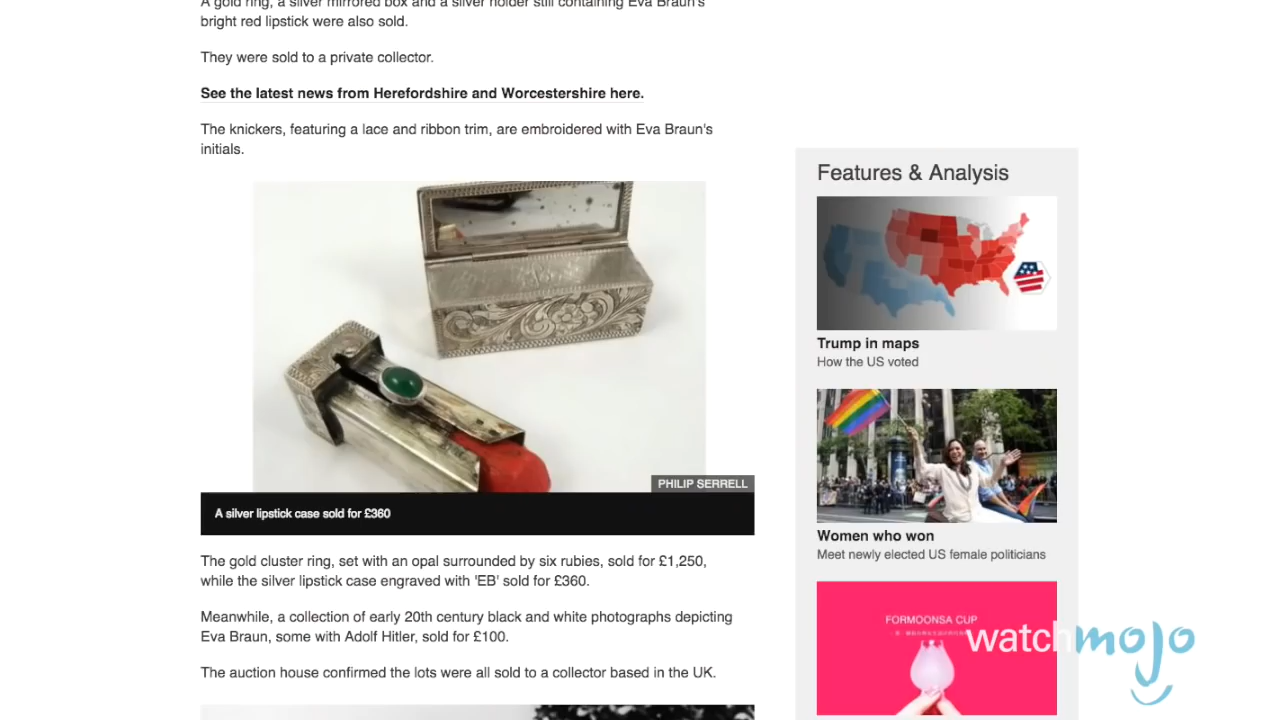 A gold ring, a silver mirrored box and a silver holder still containing Eva Braun's
bright red lipstick were also sold.
They were sold to a private collector.
See the latest news from Herefordshire and Worcestershire here.
The knickers, featuring a lace and ribbon trim, are embroidered with Eva Braun's
initials.
PHILIP SERRELL
A silver lipstick case sold for £360
The gold cluster ring, set with an opal surrounded by six rubies, sold for £1,250,
while the silver lipstick case engraved with 'EB' sold for £360.
Meanwhile, a collection of early 20th century black and white photographs depicting
Eva Braun, some with Adolf Hitler, sold for £100.
The auction house confirmed the lots were all sold to a collector based in the UK.
Features & Analysis
Trump in maps
How the US voted
Women who won
Meet newly elected US female politicians
FORMOONSA CUP
watchmojo